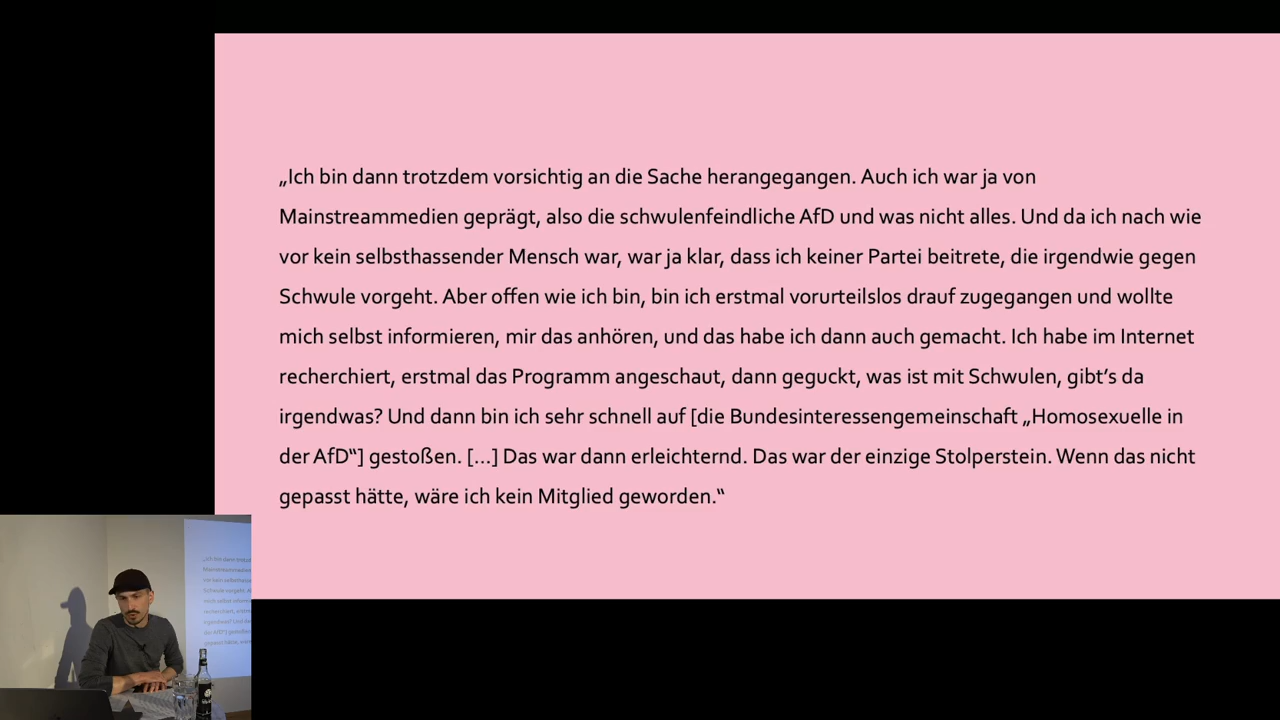 „Ich bin dann trotzdem vorsichtig an die Sache herangegangen. Auch ich war ja von
Mainstreammedien geprägt, also die schwulenfeindliche AfD und was nicht alles. Und da ich nach wie
vor kein selbsthassender Mensch war, war ja klar, dass ich keiner Partei beitrete, die irgendwie gegen
Schwule vorgeht. Aber offen wie ich bin, bin ich erstmal vorurteilslos drauf zugegangen und wollte
mich selbst informieren, mir das anhören, und das habe ich dann auch gemacht. Ich habe im Internet
recherchiert, erstmal das Programm angeschaut, dann geguckt, was ist mit Schwulen, gibt’s da
irgendwas? Und dann bin ich sehr schnell auf [die Bundesinteressengemeinschaft „Homosexuelle in
der AfD“] gestoßen. […] Das war dann erleichternd. Das war der einzige Stolperstein. Wenn das nicht
gepasst hätte, wäre ich kein Mitglied geworden.“